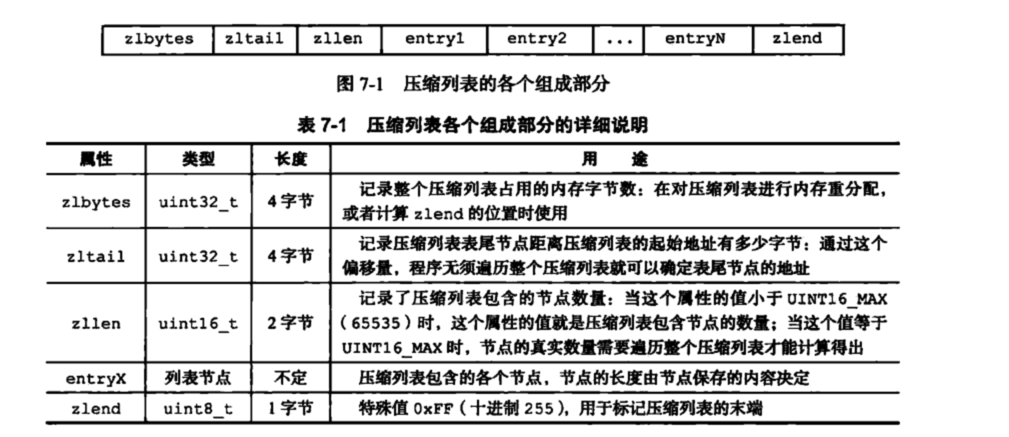 zlbytes zltail zllen entry1 entry2 ... entryN zlend
图 7-1 压缩列表的各个组成部分
表 7-1 压缩列表各个组成部分的详细说明
属性 类型 长度 用 途
zlbytes uint32_t 4 字节 记录整个压缩列表占用的内存字节数：在对压缩列表进行内存重分配，
或者计算 zlend 的位置时使用
zltail uint32_t 4 字节 记录压缩列表表尾节点距离压缩列表的起始地址有多少字节：通过这个
偏移量，程序无须遍历整个压缩列表就可以确定表尾节点的地址
zllen uint16_t 2 字节 记录了压缩列表包含的节点数量：当这个属性的值小于 UINT16_MAX
（65535）时，这个属性的值就是压缩列表包含节点的数量；当这个值等于
UINT16_MAX 时，节点的真实数量需要遍历整个压缩列表才能计算得出
entryX 列表节点 不定 压缩列表包含的各个节点，节点的长度由节点保存的内容决定
zlend uint8_t 1 字节 特殊值 0xFF（十进制 255），用于标记压缩列表的末端